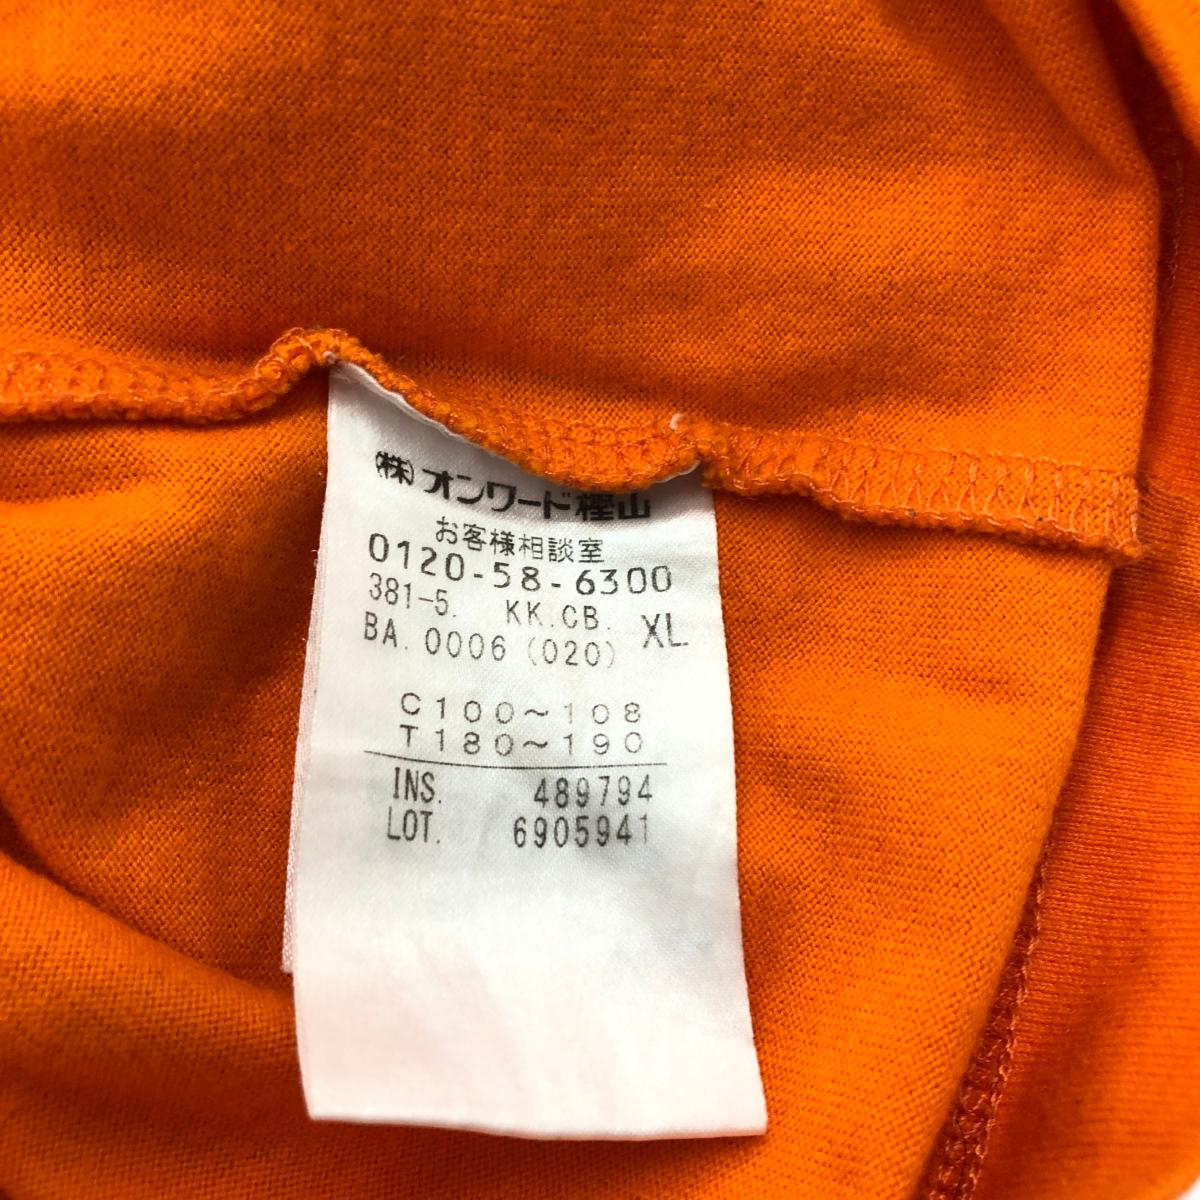 ㈱オンワード樫山
お客様相談室
0120-58-6300
381-5. KK.CB. XL
BA.0006(020)
C100～108
T180～190
INS. 489794
LOT. 6905941